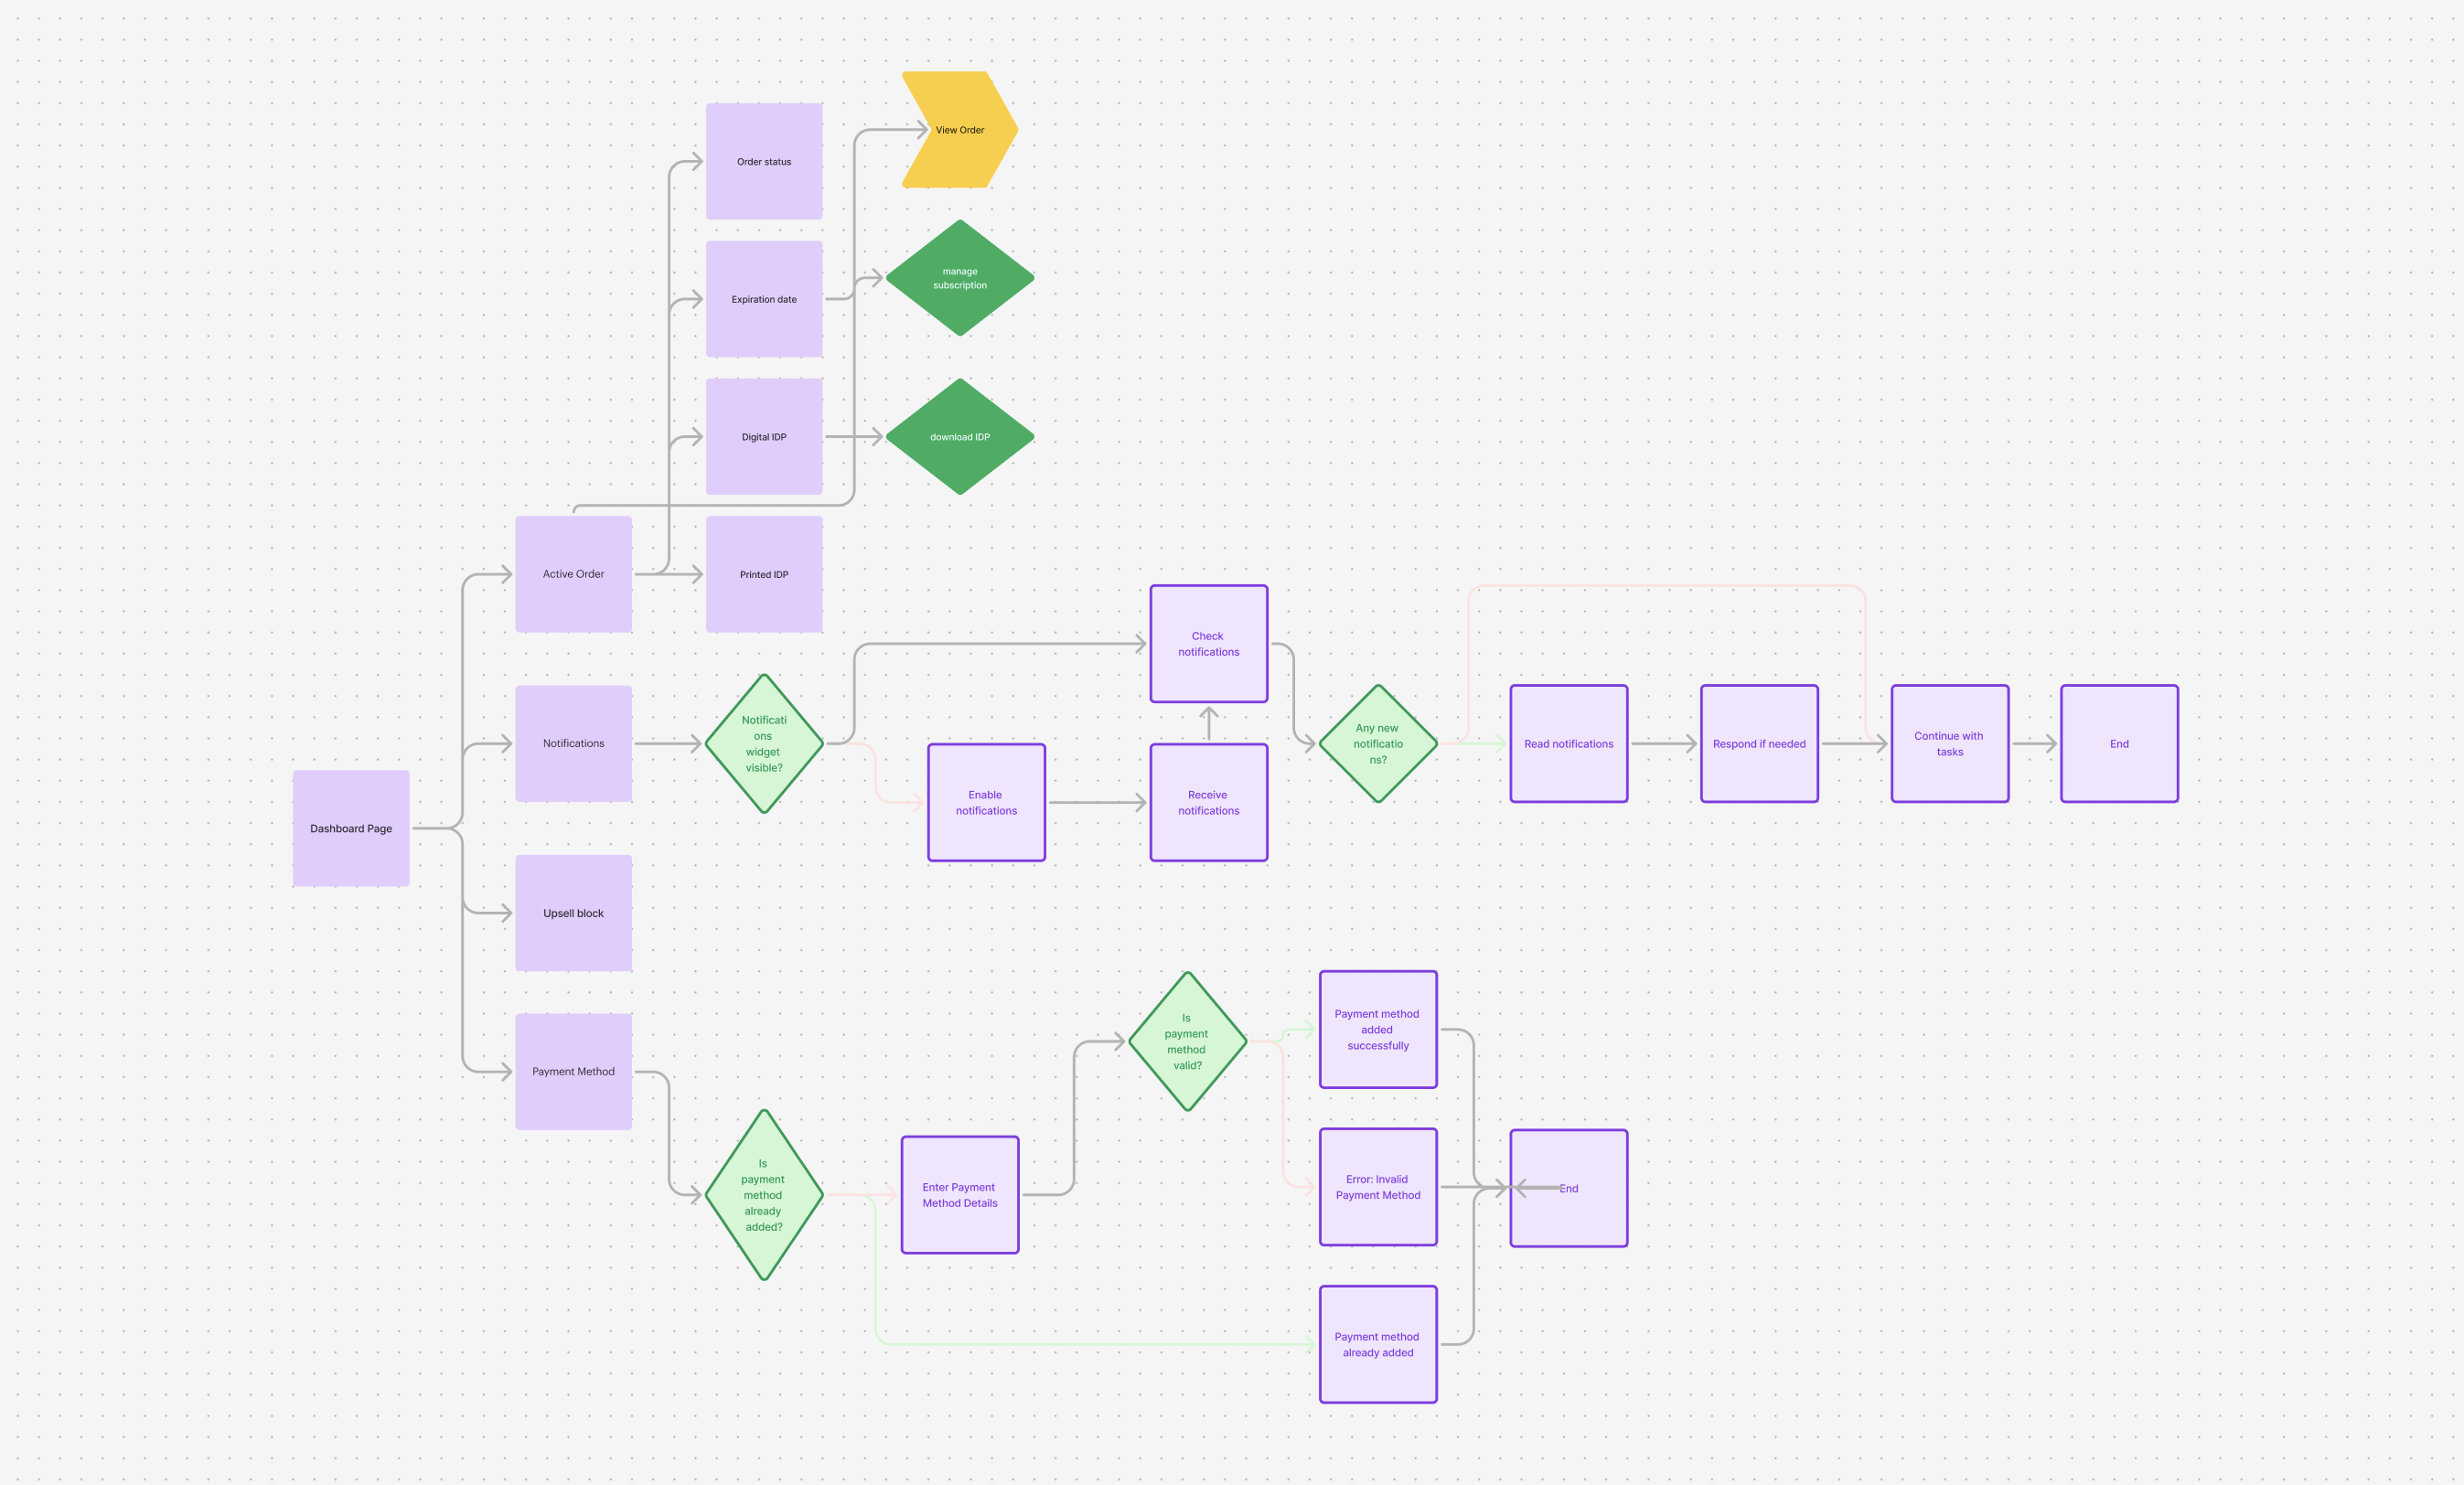 View Order
Order status
manage
subscription
Expiration date
Digital IDP
download IDP
Active Order
Printed IDP
Check
notifications
Notifications
Notificati
ons
widget
visible?
Enable
notifications
Receive
notifications
Any new
notificatio
ns?
Read notifications
Respond if needed
Continue with
tasks
End
Dashboard Page
Upsell block
Payment Method
Is
payment
method
already
added?
Enter Payment
Method Details
Is
payment
method
valid?
Payment method
added
successfully
Error: Invalid
Payment Method
End
Payment method
already added